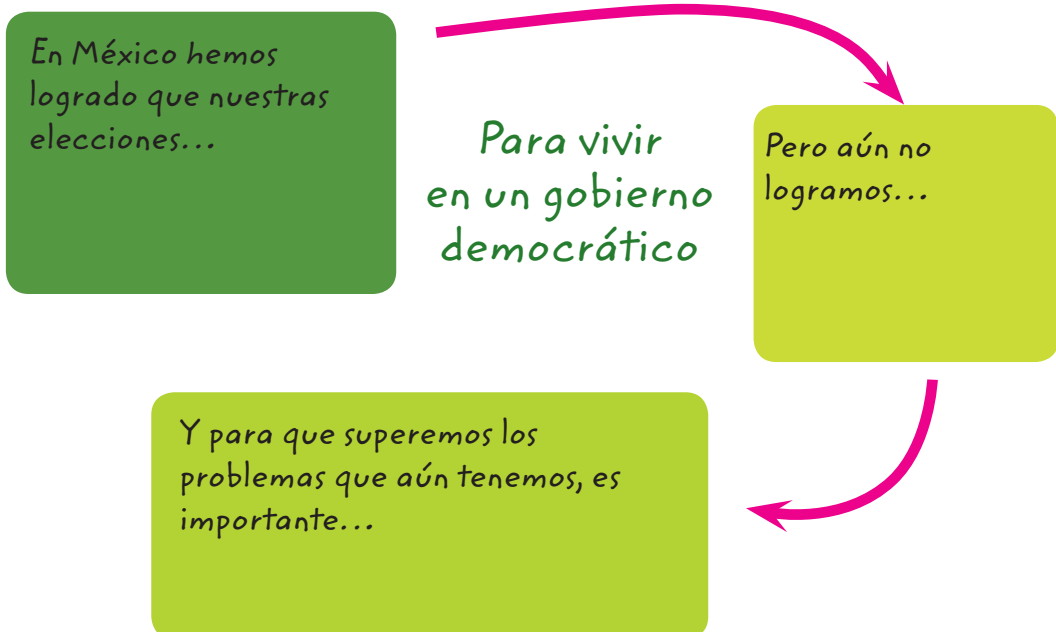 En México hemos
logrado que nuestras
elecciones...
Para vivir
en un gobierno
democrático
Pero aún no
logramos...
Y para que superemos los
problemas que aún tenemos, es
importante...